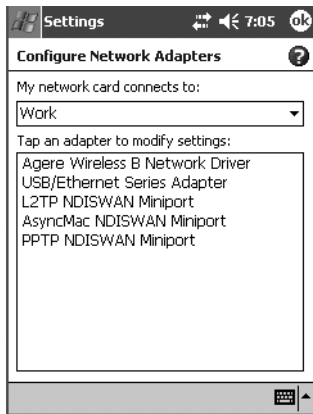 Settings 7:05 ok
Configure Network Adapters ?
My network card connects to:
Work
Tap an adapter to modify settings:
Agere Wireless B Network Driver
USB/Ethernet Series Adapter
L2TP NDISWAN Miniport
AsyncMac NDISWAN Miniport
PPTP NDISWAN Miniport